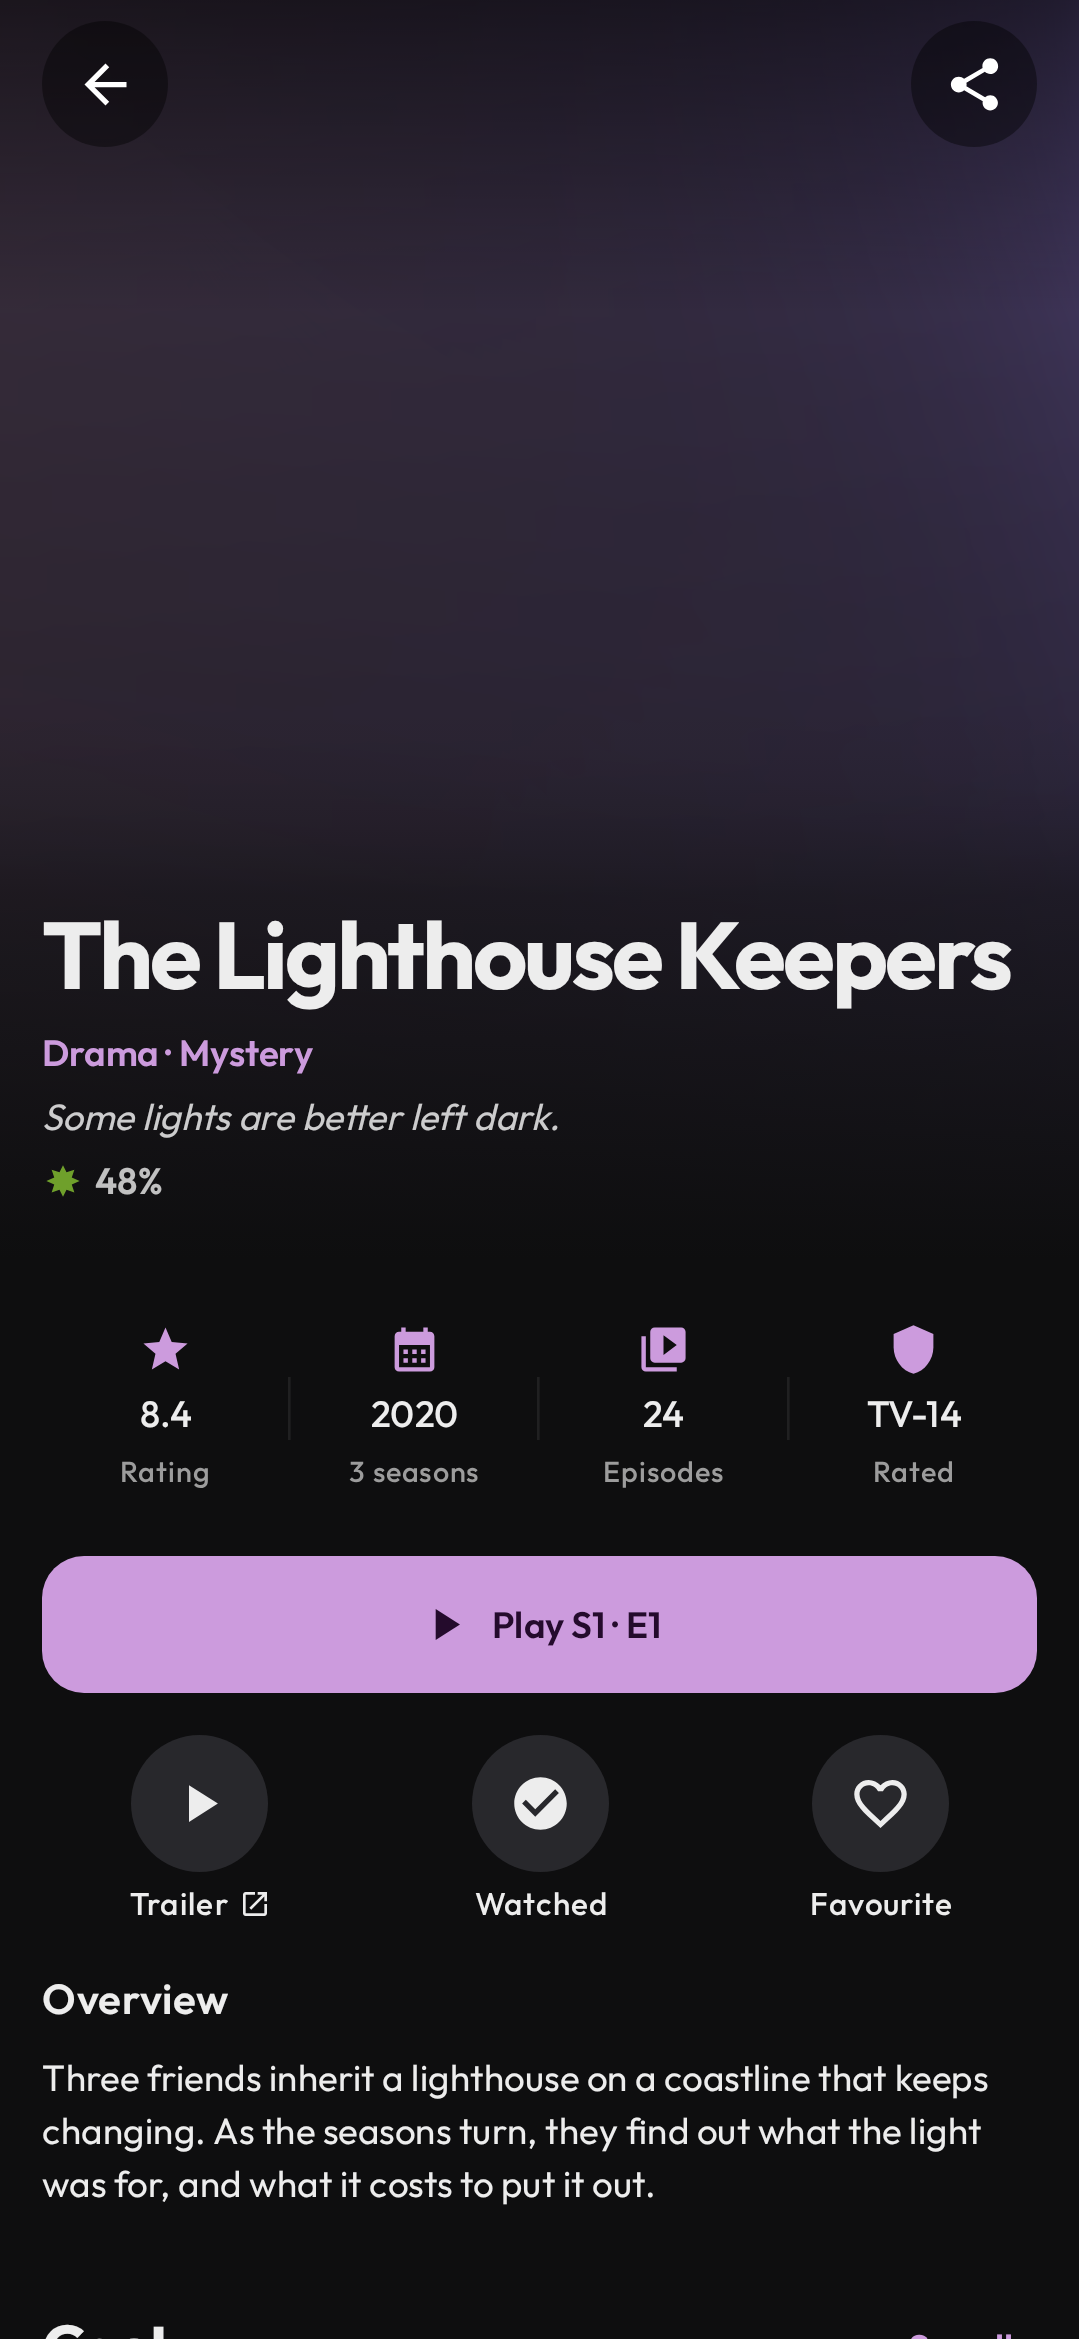 The Lighthouse Keepers
Drama · Mystery
Some lights are better left dark.
48%
8.4
2020
24
TV-14
Rating
3 seasons
Episodes
Rated
Play S1 · E1
Trailer
Watched
Favourite
Overview
Three friends inherit a lighthouse on a coastline that keeps
changing. As the seasons turn, they find out what the light
was for, and what it costs to put it out.